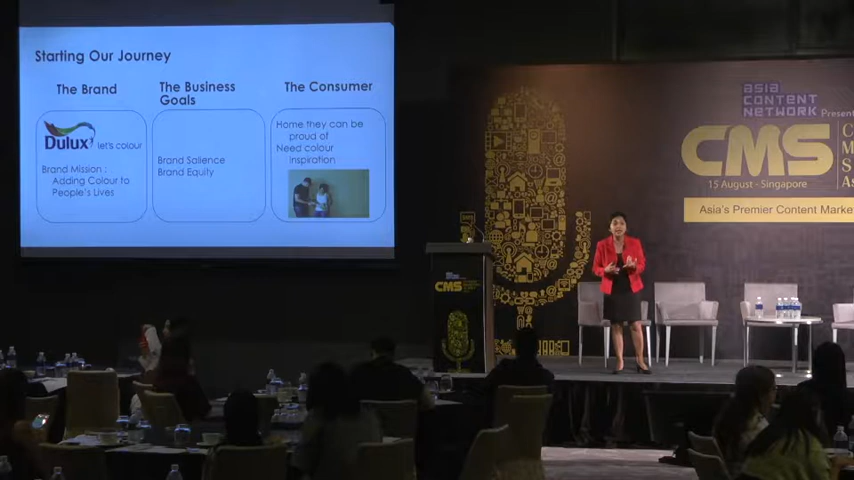 Starting Our Journey
The Brand
Dulux let's colour
Brand Mission :
Adding Colour to
People's Lives
The Business
Goals
Brand Salience
Brand Equity
The Consumer
Home they can be
proud of
Need colour
inspiration
asia
CONTENT
NETWORK Present
CMS
C
M
S
As
15 August - Singapore
Asia's Premier Content Marke
CMS